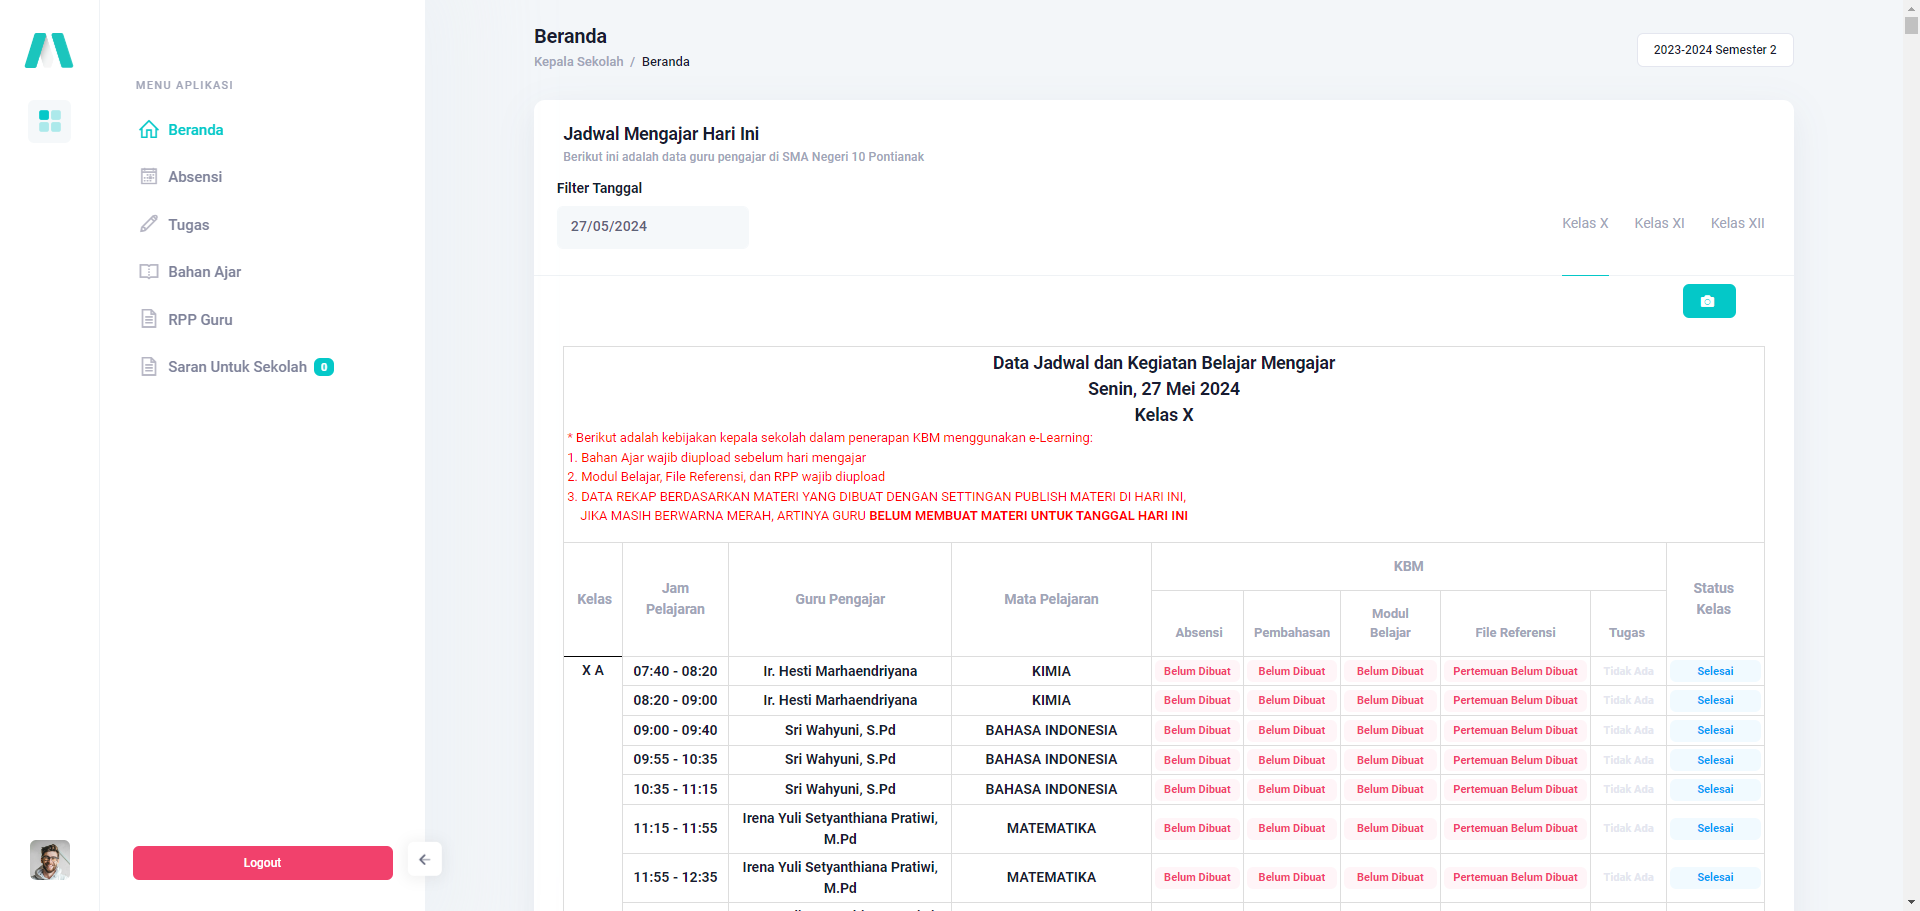 MENU APLIKASI
Beranda
Absensi
Tugas
Bahan Ajar
RPP Guru
Saran Untuk Sekolah 0
Logout
Beranda
Kepala Sekolah / Beranda
2023-2024 Semester 2
Jadwal Mengajar Hari Ini
Berikut ini adalah data guru pengajar di SMA Negeri 10 Pontianak
Filter Tanggal
27/05/2024
Kelas X Kelas XI Kelas XII
Data Jadwal dan Kegiatan Belajar Mengajar
Senin, 27 Mei 2024
Kelas X
* Berikut adalah kebijakan kepala sekolah dalam penerapan KBM menggunakan e-Learning:
1. Bahan Ajar wajib diupload sebelum hari mengajar
2. Modul Belajar, File Referensi, dan RPP wajib diupload
3. DATA REKAP BERDASARKAN MATERI YANG DIBUAT DENGAN SETTINGAN PUBLISH MATERI DI HARI INI,
JIKA MASIH BERWARNA MERAH, ARTINYA GURU BELUM MEMBUAT MATERI UNTUK TANGGAL HARI INI
Kelas
Jam
Pelajaran
Guru Pengajar
Mata Pelajaran
KBM
Absensi
Pembahasan
Modul
Belajar
File Referensi
Tugas
Status
Kelas
X A 07:40 - 08:20 Ir. Hesti Marhaendriyana KIMIA Belum Dibuat Belum Dibuat Belum Dibuat Pertemuan Belum Dibuat Tidak Ada Selesai
08:20 - 09:00 Ir. Hesti Marhaendriyana KIMIA Belum Dibuat Belum Dibuat Belum Dibuat Pertemuan Belum Dibuat Tidak Ada Selesai
09:00 - 09:40 Sri Wahyuni, S.Pd BAHASA INDONESIA Belum Dibuat Belum Dibuat Belum Dibuat Pertemuan Belum Dibuat Tidak Ada Selesai
09:55 - 10:35 Sri Wahyuni, S.Pd BAHASA INDONESIA Belum Dibuat Belum Dibuat Belum Dibuat Pertemuan Belum Dibuat Tidak Ada Selesai
10:35 - 11:15 Sri Wahyuni, S.Pd BAHASA INDONESIA Belum Dibuat Belum Dibuat Belum Dibuat Pertemuan Belum Dibuat Tidak Ada Selesai
11:15 - 11:55 Irena Yuli Setyanthiana Pratiwi,
M.Pd MATEMATIKA Belum Dibuat Belum Dibuat Belum Dibuat Pertemuan Belum Dibuat Tidak Ada Selesai
11:55 - 12:35 Irena Yuli Setyanthiana Pratiwi,
M.Pd MATEMATIKA Belum Dibuat Belum Dibuat Belum Dibuat Pertemuan Belum Dibuat Tidak Ada Selesai